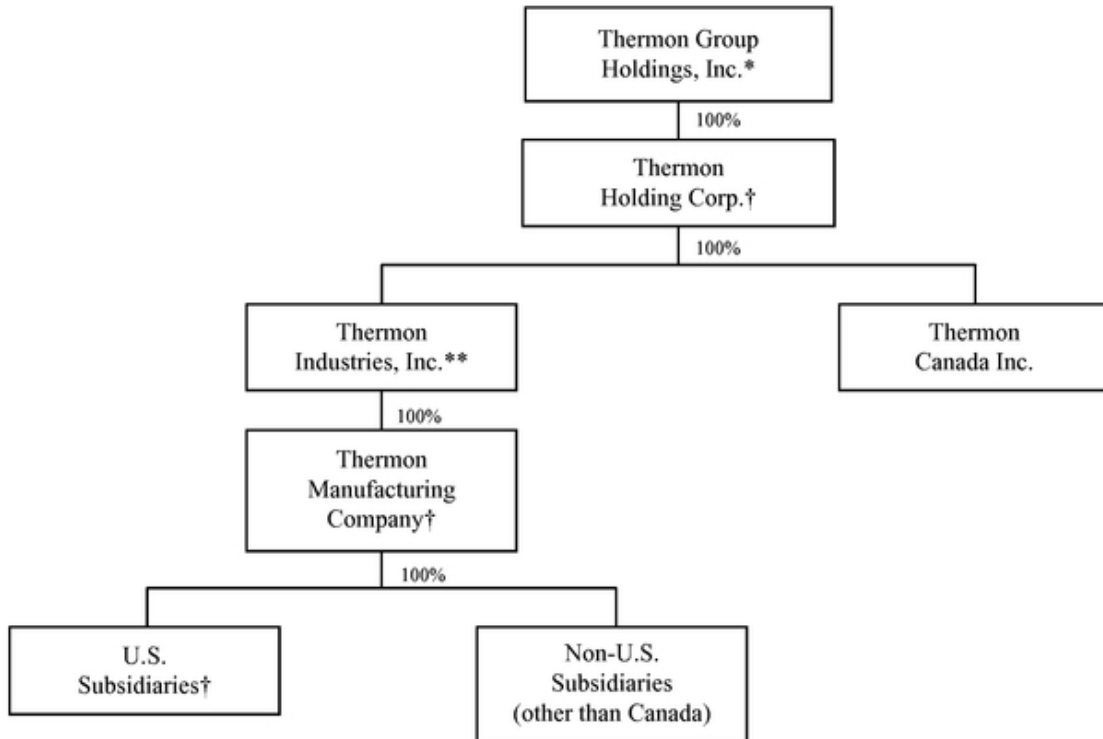 Thermon Group
Holdings, Inc.*
100%
Thermon
Holding Corp.†
100%
Thermon
Industries, Inc.**
Thermon
Canada Inc.
100%
Thermon
Manufacturing
Company†
100%
U.S.
Subsidiaries†
Non-U.S.
Subsidiaries
(other than Canada)